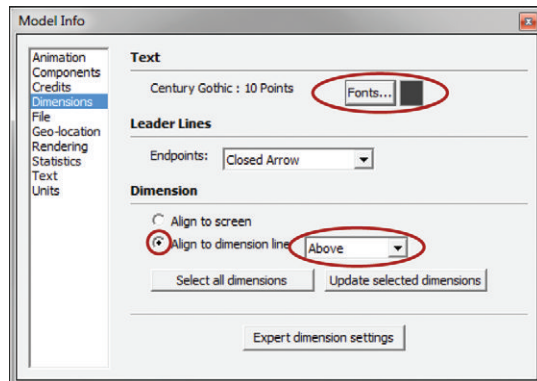 Model Info
Animation
Components
Credits
Dimensions
File
Geo-location
Rendering
Statistics
Text
Units
Text
Century Gothic : 10 Points
Fonts...
Leader Lines
Endpoints:
Closed Arrow
Dimension
Align to screen
Align to dimension line
Above
Select all dimensions
Update selected dimensions
Expert dimension settings